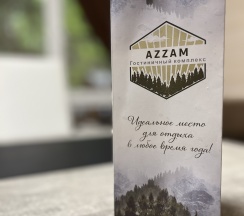 AZZAM
Гостиничный комплекс
Идеальное место
для отдыха
в любое время года!